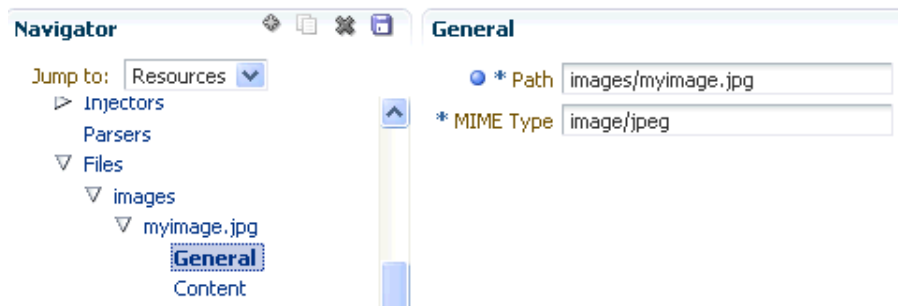 Navigator
Jump to: Resources
Injectors
Parsers
Files
images
myimage.jpg
General
Content
General
* Path images/myimage.jpg
* MIME Type image/jpeg